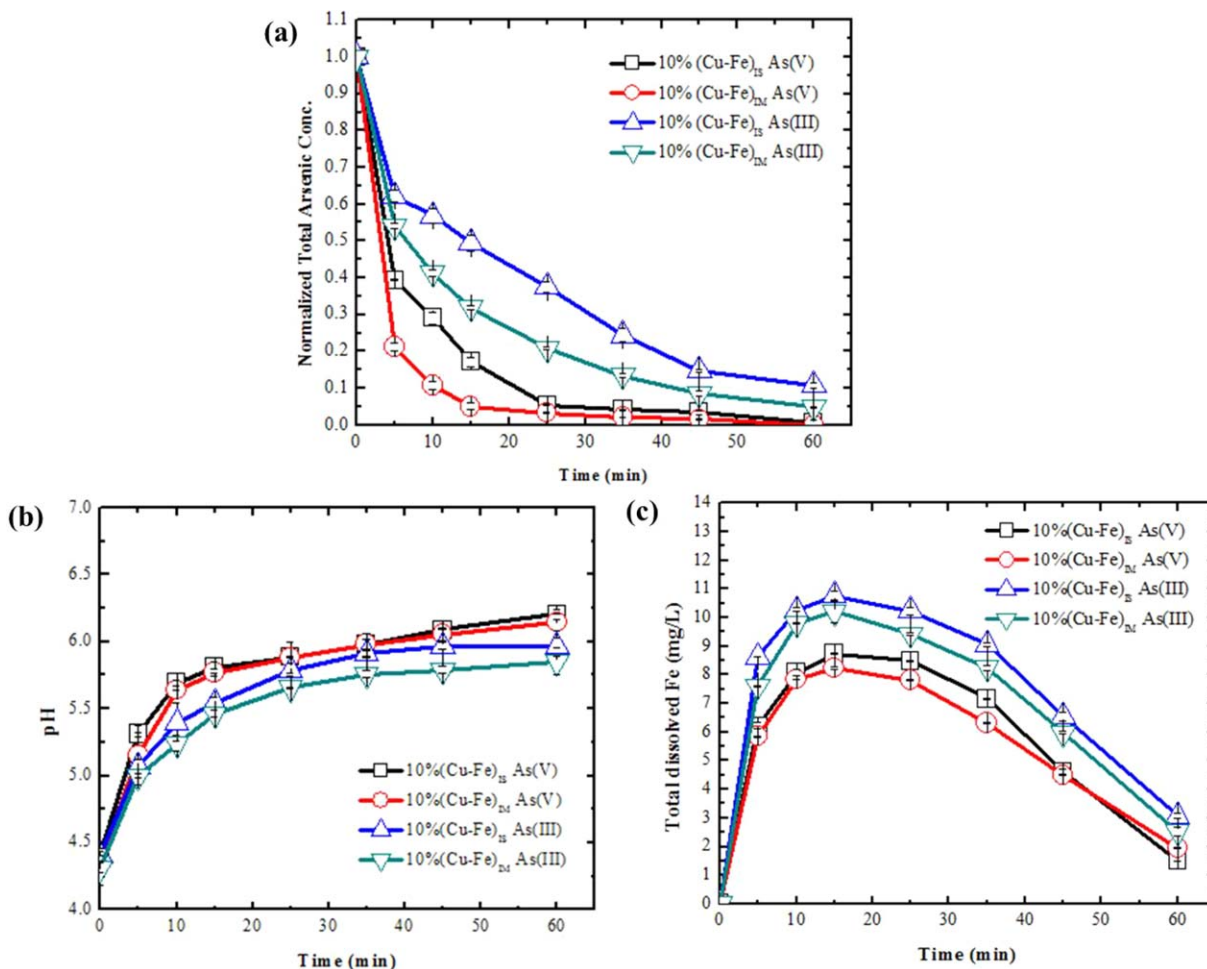 (a)
1.1
1.0
0.9
0.8
0.7
0.6
0.5
0.4
0.3
0.2
0.1
0.0
Normalized Total Arsenic Conc.
10% (Cu-Fe)IS As(V)
10% (Cu-Fe)IM As(V)
10% (Cu-Fe)IS As(III)
10% (Cu-Fe)IM As(III)
0 10 20 30 40 50 60
Time (min)
(b)
7.0
6.5
6.0
5.5
5.0
4.5
4.0
pH
10%(Cu-Fe)IS As(V)
10%(Cu-Fe)IM As(V)
10%(Cu-Fe)IS As(III)
10%(Cu-Fe)IM As(III)
0 10 20 30 40 50 60
Time (min)
(c)
14
13
12
11
10
9
8
7
6
5
4
3
2
1
0
Total dissolved Fe (mg/L)
10%(Cu-Fe)IS As(V)
10%(Cu-Fe)IM As(V)
10%(Cu-Fe)IS As(III)
10%(Cu-Fe)IM As(III)
0 10 20 30 40 50 60
Time (min)